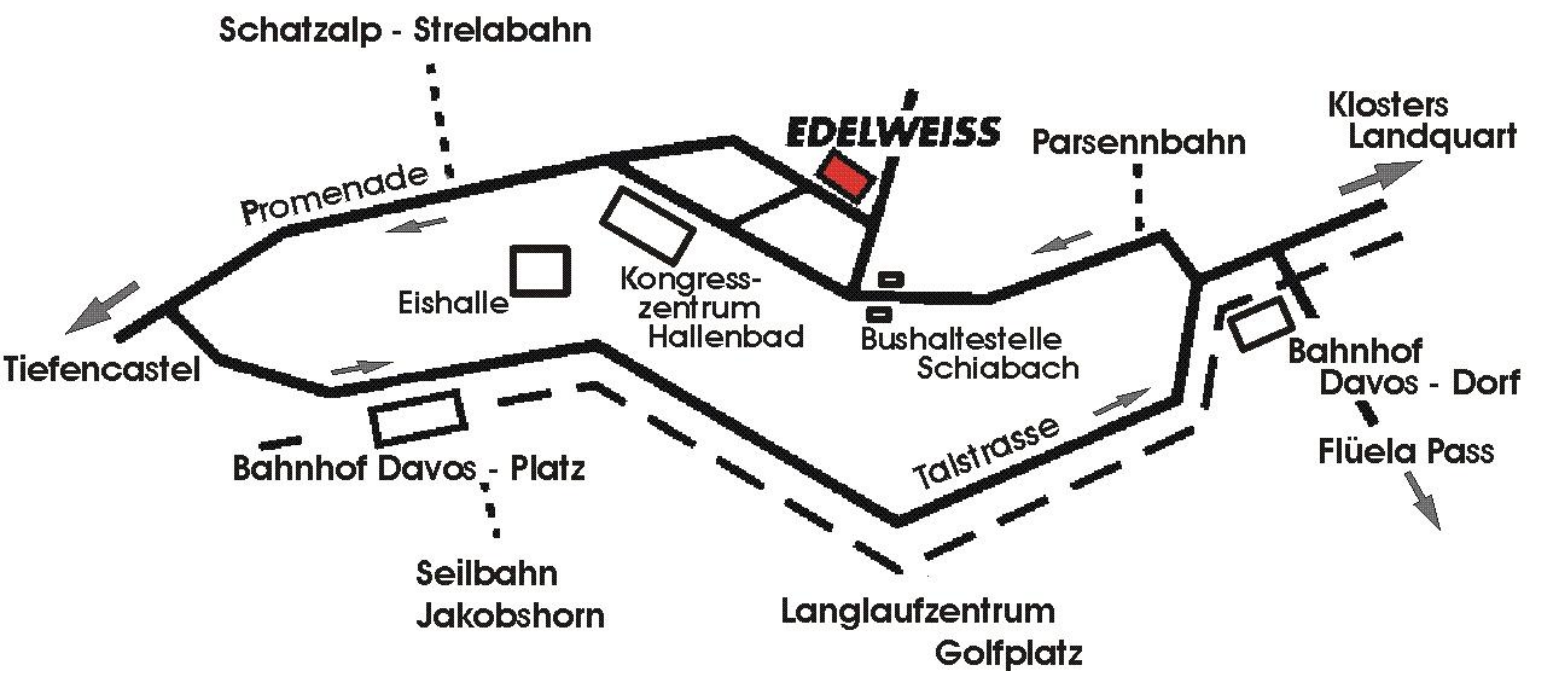 Schatzalp - Strelabahn
EDELWEISS
Parsennbahn
Klosters
Landquart
Promenade
Eishalle
Kongress-
zentrum
Hallenbad
Bushaltestelle
Schiabach
Tiefencastel
Bahnhof
Davos - Dorf
Flüela Pass
Talstrasse
Bahnhof Davos - Platz
Seilbahn
Jakobshorn
Langlaufzentrum
Golfplatz